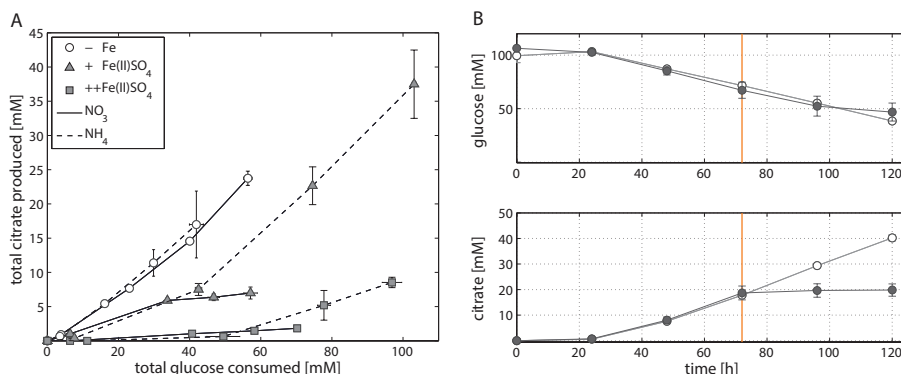 A
total citrate produced [mM]
45
40
35
30
25
20
15
10
5
0
− Fe
+ Fe(II)SO4
++Fe(II)SO4
NO3
NH4
0 20 40 60 80 100
total glucose consumed [mM]
B
glucose [mM]
100
50
0 20 40 60 80 100 120
citrate [mM]
50
40
30
20
10
0 20 40 60 80 100 120
time [h]